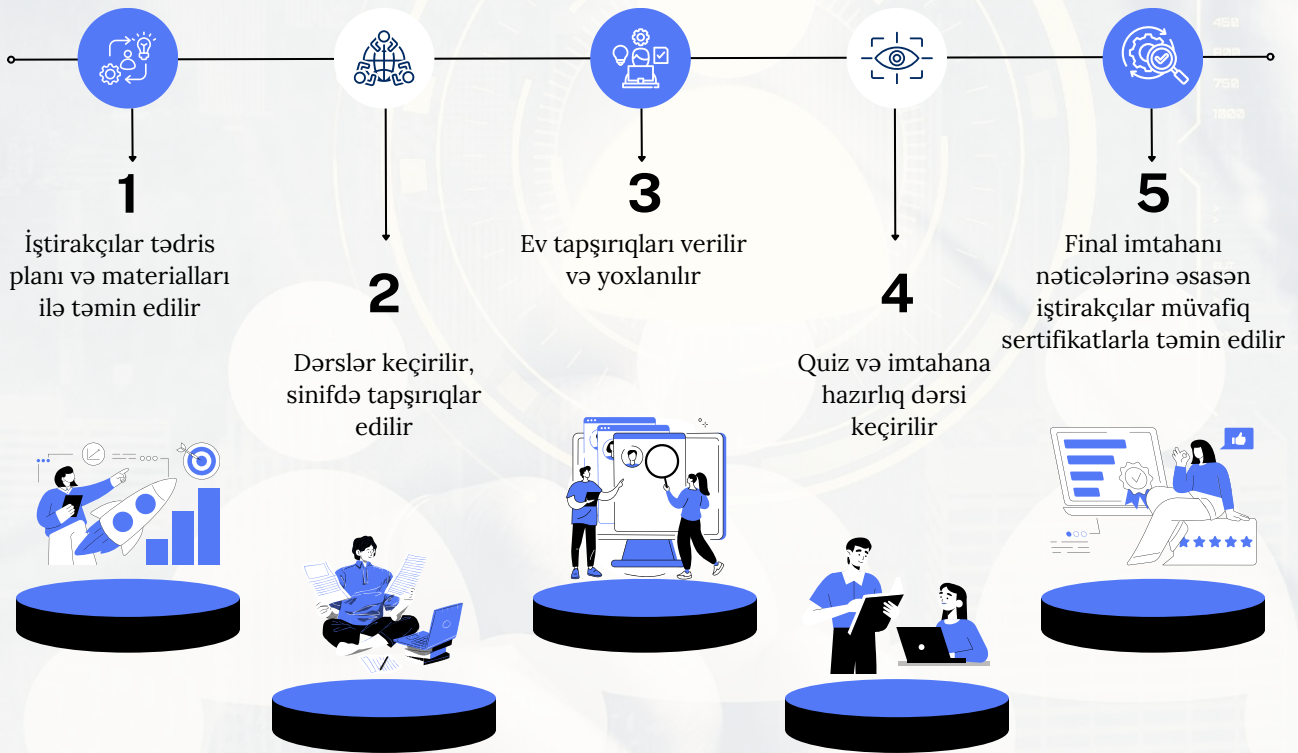 1
İştirakçılar tədris
planı və materialları
ilə təmin edilir
2
Dərslər keçirilir,
sinifdə tapşırıqlar
edilir
3
Ev tapşırıqları verilir
və yoxlanılır
4
Quiz və imtahana
hazırlıq dərsi
keçirilir
5
Final imtahanı
nəticələrinə əsasən
iştirakçılar müvafiq
sertifikatlarla təmin edilir
450
750